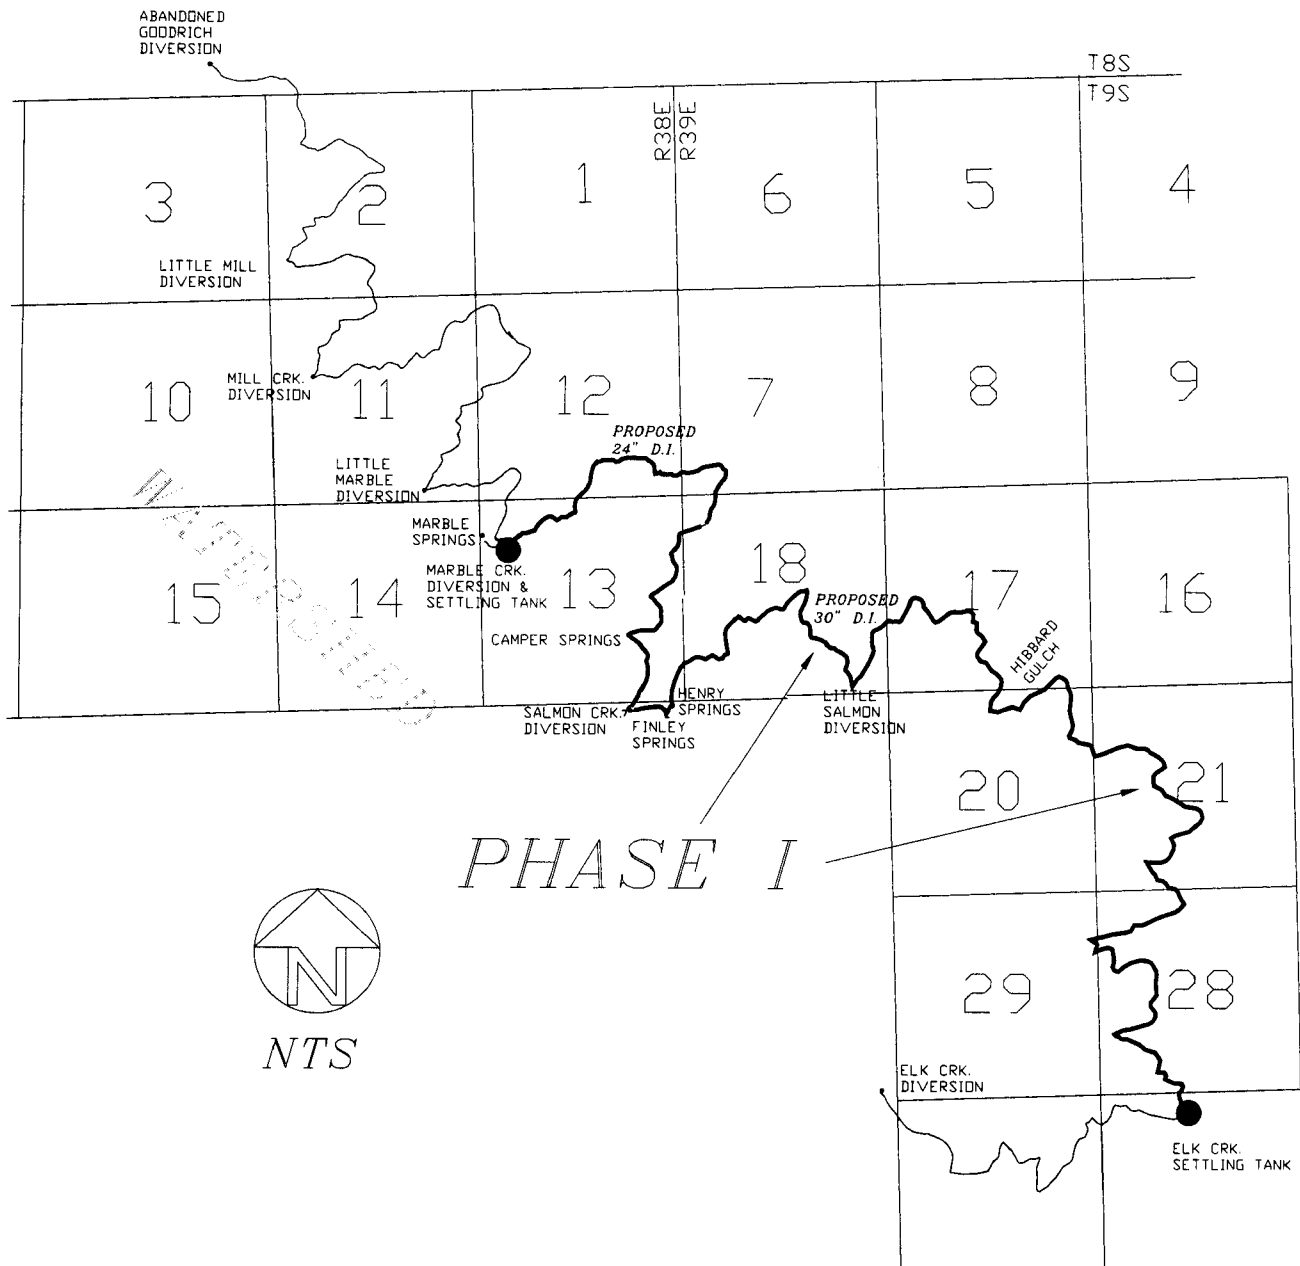 ABANDONED
GOODRICH
DIVERSION
T8S
T9S
R38E
R39E
3
2
1
6
5
4
LITTLE MILL
DIVERSION
10
MILL CRK.
DIVERSION
11
12
7
8
9
PROPOSED
24" D.I.
LITTLE
MARBLE
DIVERSION
WATERSHED
MARBLE
SPRINGS
MARBLE CRK.
DIVERSION &
SETTLING TANK
15
14
13
18
17
16
PROPOSED
30" D.I.
CAMPER SPRINGS
HIBBARD
GULCH
HENRY
SPRINGS
SALMON CRK.
DIVERSION
FINLEY
SPRINGS
LITTLE
SALMON
DIVERSION
20
21
PHASE I
NTS
N
29
28
ELK CRK.
DIVERSION
ELK CRK.
SETTLING TANK